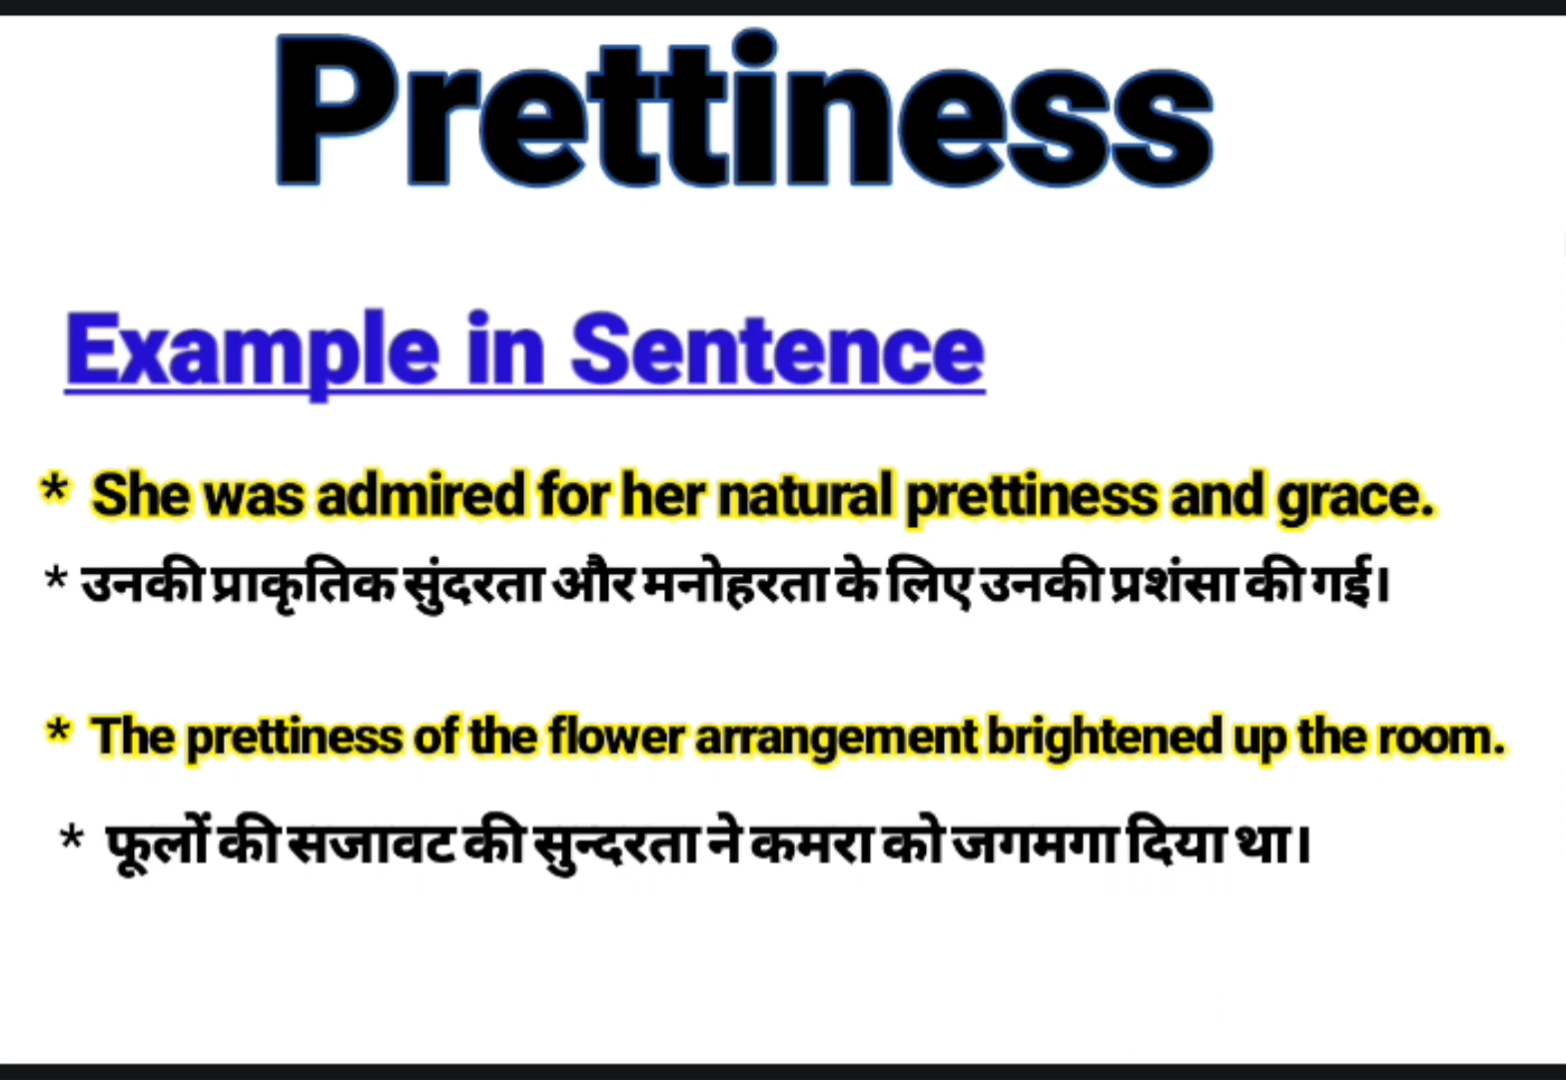 Prettiness
Example in Sentence
* She was admired for her natural prettiness and grace.
* उनकी प्राकृतिक सुंदरता और मनोहरता के लिए उनकी प्रशंसा की गई।
* The prettiness of the flower arrangement brightened up the room.
* फूलों की सजावट की सुन्दरता ने कमरा को जगमगा दिया था।